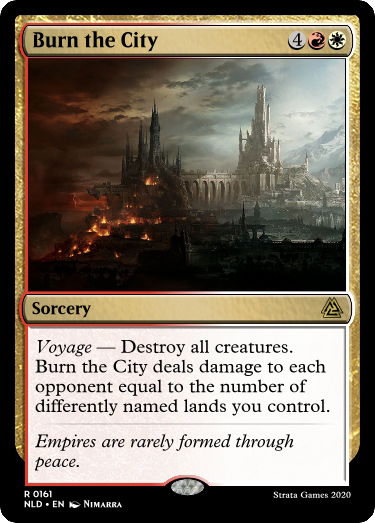 Burn the City 4
Sorcery
Voyage — Destroy all creatures.
Burn the City deals damage to each
opponent equal to the number of
differently named lands you control.
Empires are rarely formed through
peace.
R 0161
NLD • EN Nimarra
Strata Games 2020